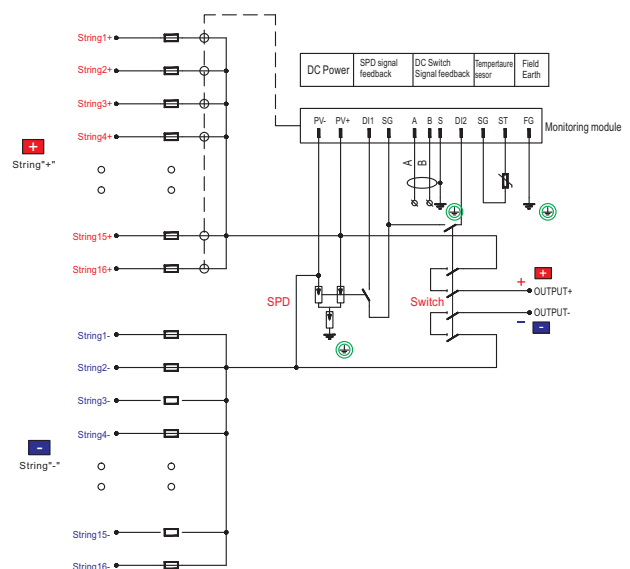 String1+
String2+
String3+
String4+
+
String"+"
String15+
String16+
DC Power
SPD signal
feedback
DC Switch
Signal feedback
Tempertaure
sesor
Field
Earth
PV- PV+ DI1 SG A B S DI2 SG ST FG
Monitoring module
A
B
SPD
Switch
+
+
OUTPUT+
OUTPUT-
-
-
String1-
String2-
String3-
String4-
-
String"-"
String15-
String16-